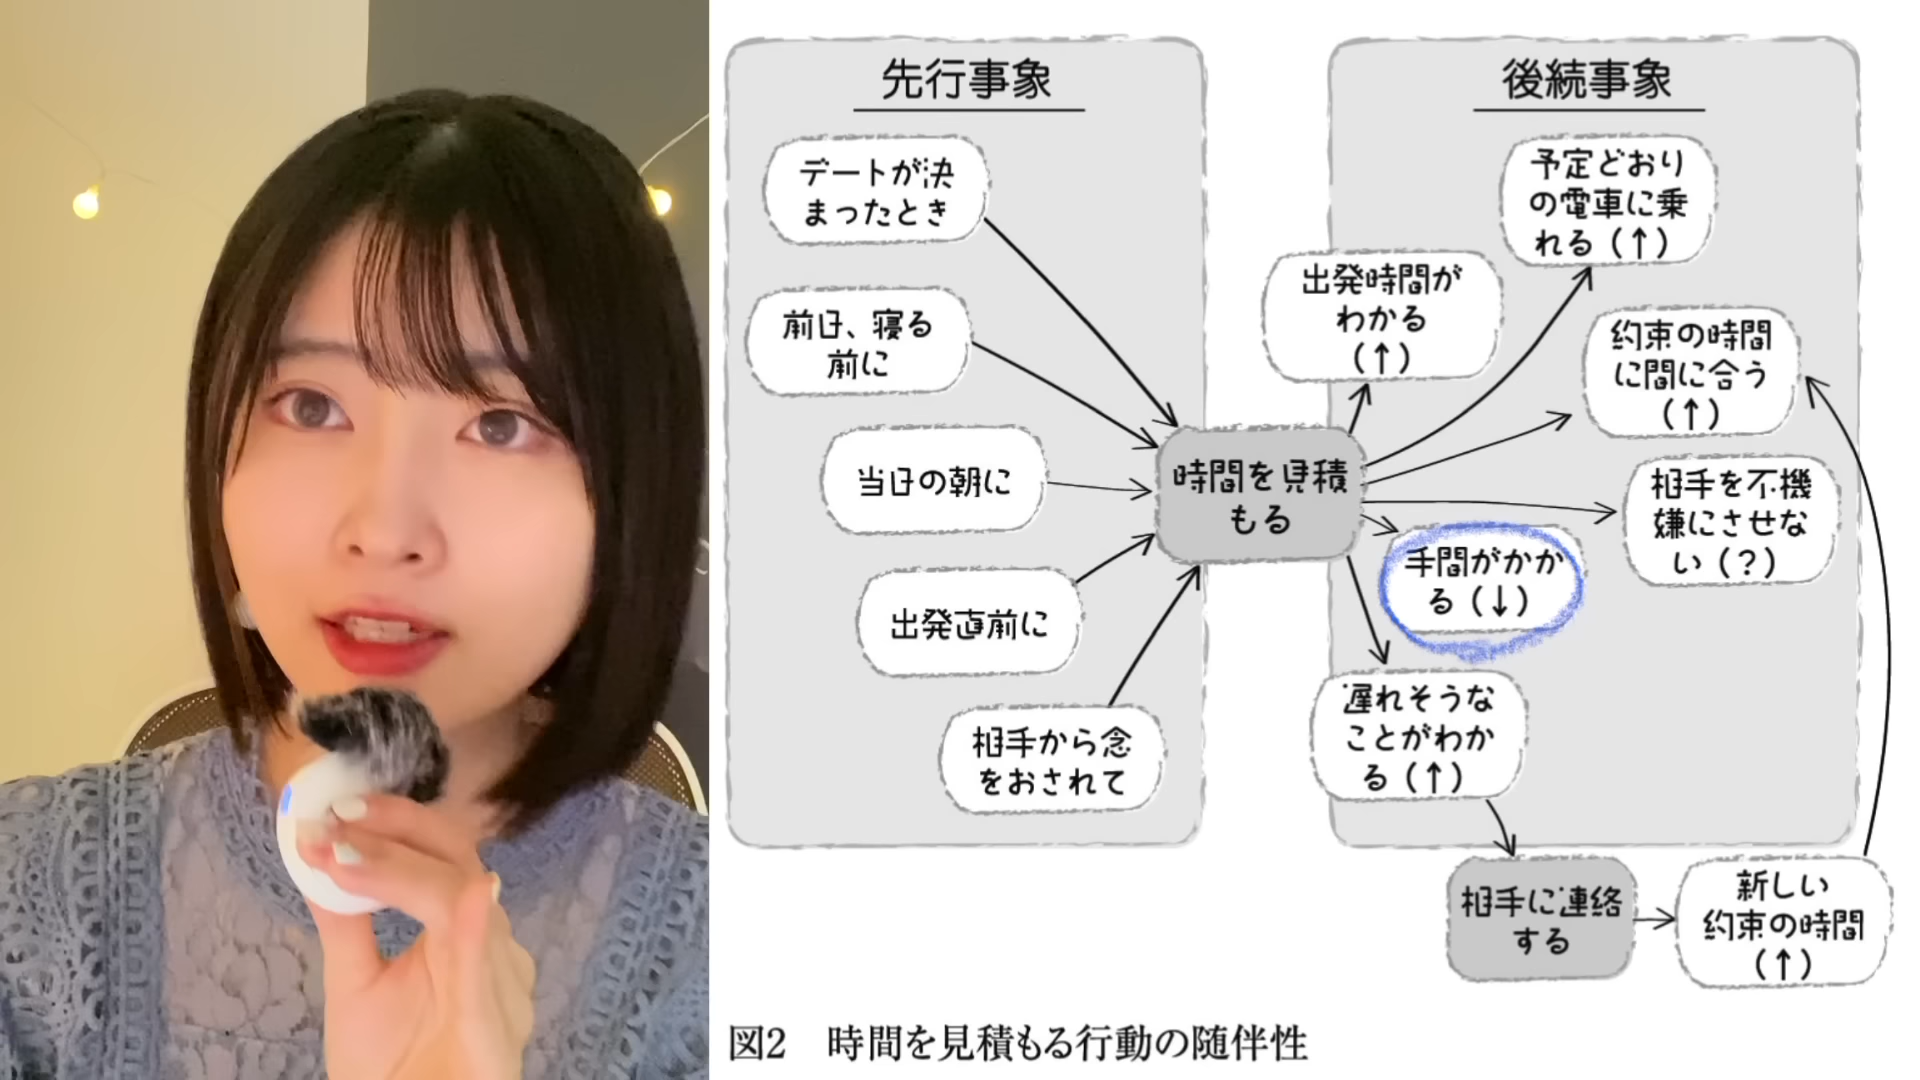 先行事象
デートが決
まったとき
前日、寝る
前に
当日の朝に
出発直前に
相手から念
をおされて
時間を見積
もる
後続事象
予定どおり
の電車に乗
れる(↑)
出発時間が
わかる
(↑)
約束の時間
に間に合う
(↑)
相手を不機
嫌にさせな
い(?)
手間がかか
る(↓)
遅れそうな
ことがわか
る(↑)
相手に連絡
する
新しい
約束の時間
(↑)
図2 時間を見積もる行動の随伴性